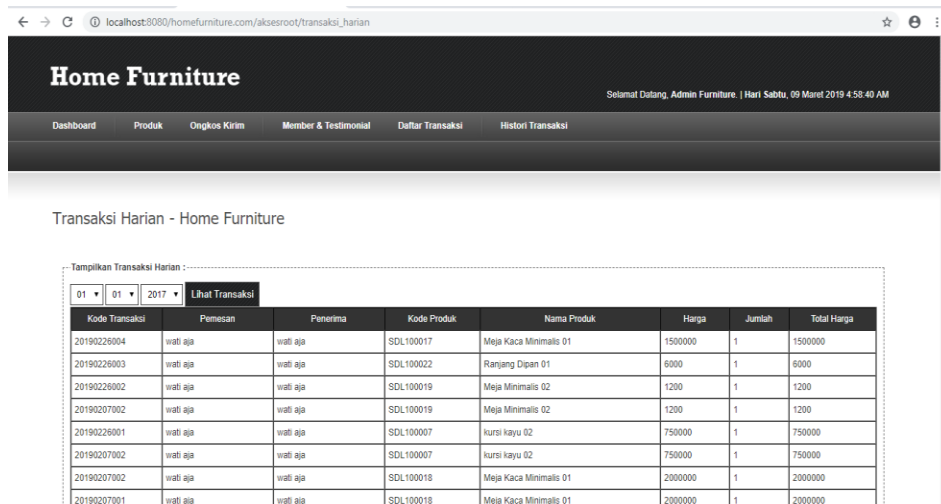 localhost:8080/homefurniture.com/aksesroot/transaksi_harian
Home Furniture
Selamat Datang, Admin Furniture. | Hari Sabtu, 09 Maret 2019 4:58:40 AM
Dashboard Produk Ongkos Kirim Member & Testimonial Daftar Transaksi Histori Transaksi
Transaksi Harian - Home Furniture
Tampilkan Transaksi Harian :
01 01 2017 Lihat Transaksi
Kode Transaksi Pemesan Penerima Kode Produk Nama Produk Harga Jumlah Total Harga
20190226004 wati aja wati aja SDL100017 Meja Kaca Minimalis 01 1500000 1 1500000
20190226003 wati aja wati aja SDL100022 Ranjang Dipan 01 6000 1 6000
20190226002 wati aja wati aja SDL100019 Meja Minimalis 02 1200 1 1200
20190207002 wati aja wati aja SDL100019 Meja Minimalis 02 1200 1 1200
20190226001 wati aja wati aja SDL100007 kursi kayu 02 750000 1 750000
20190207002 wati aja wati aja SDL100007 kursi kayu 02 750000 1 750000
20190207002 wati aja wati aja SDL100018 Meja Kaca Minimalis 01 2000000 1 2000000
20190207001 wati aja wati aja SDL100018 Meja Kaca Minimalis 01 2000000 1 2000000